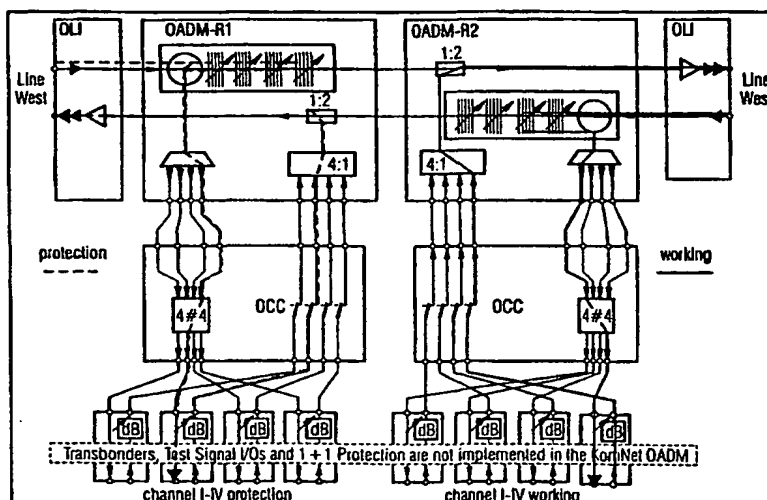 OLI
OADM-R1
OADM-R2
OLI
1:2
Line
West
1:2
Line
West
4:1
4:1
protection
working
OCC
OCC
4#4
4#4
dB
dB
dB
dB
dB
dB
dB
dB
Transbonders, Test Signal I/Os and 1 + 1 Protection are not implemented in the KomNet OADM
channel I-IV protection
channel I-IV working